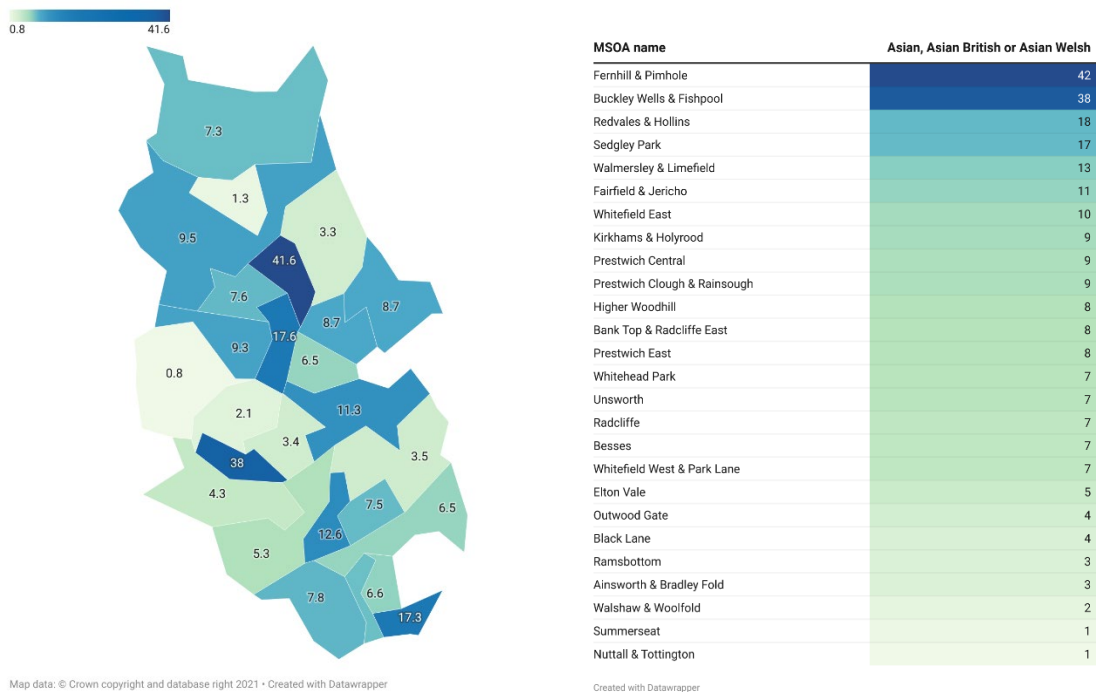 0.8 41.6
7.3
1.3
3.3
9.5
41.6
7.6
8.7
8.7
17.6
9.3
6.5
0.8
11.3
2.1
3.4
3.5
38
4.3
7.5
6.5
12.6
5.3
6.6
7.8
17.3
Map data: © Crown copyright and database right 2021 • Created with Datawrapper
MSOA name Asian, Asian British or Asian Welsh
Fernhill & Pimhole 42
Buckley Wells & Fishpool 38
Redvales & Hollins 18
Sedgley Park 17
Walmersley & Limefield 13
Fairfield & Jericho 11
Whitefield East 10
Kirkhams & Holyrood 9
Prestwich Central 9
Prestwich Clough & Rainsough 9
Higher Woodhill 8
Bank Top & Radcliffe East 8
Prestwich East 8
Whitehead Park 7
Unsworth 7
Radcliffe 7
Besses 7
Whitefield West & Park Lane 7
Elton Vale 5
Outwood Gate 4
Black Lane 4
Ramsbottom 3
Ainsworth & Bradley Fold 3
Walshaw & Woolfold 2
Summerseat 1
Nuttall & Tottington 1
Created with Datawrapper